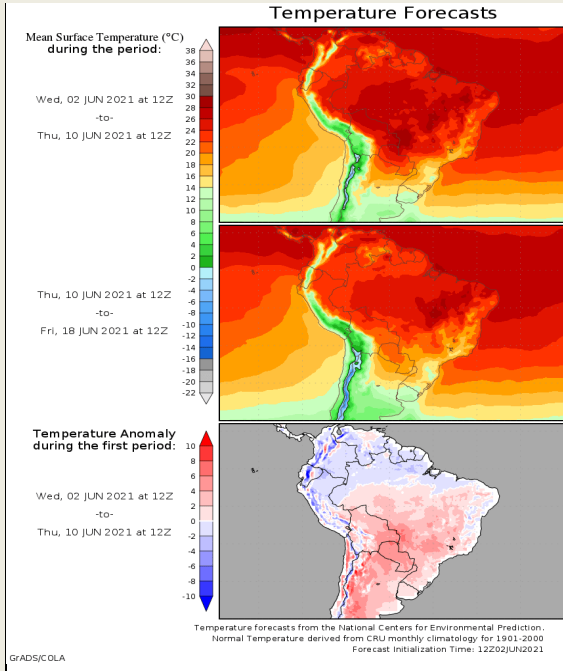 Temperature Forecasts
Mean Surface Temperature (°C)
during the period:
Wed, 02 JUN 2021 at 12Z
-to-
Thu, 10 JUN 2021 at 12Z
38
36
34
32
30
28
26
24
22
20
18
16
14
12
10
8
6
4
2
0
-2
-4
-6
-8
-10
-12
-14
-16
-18
-20
-22
Thu, 10 JUN 2021 at 12Z
-to-
Fri, 18 JUN 2021 at 12Z
Temperature Anomaly
during the first period:
Wed, 02 JUN 2021 at 12Z
-to-
Thu, 10 JUN 2021 at 12Z
10
8
6
4
2
0
-2
-4
-6
-8
-10
Temperature forecasts from the National Centers for Environmental Prediction.
Normal Temperature derived from CRU monthly climatology for 1901-2000
Forecast Initialization Time: 12Z02JUN2021
GrADS/COLA